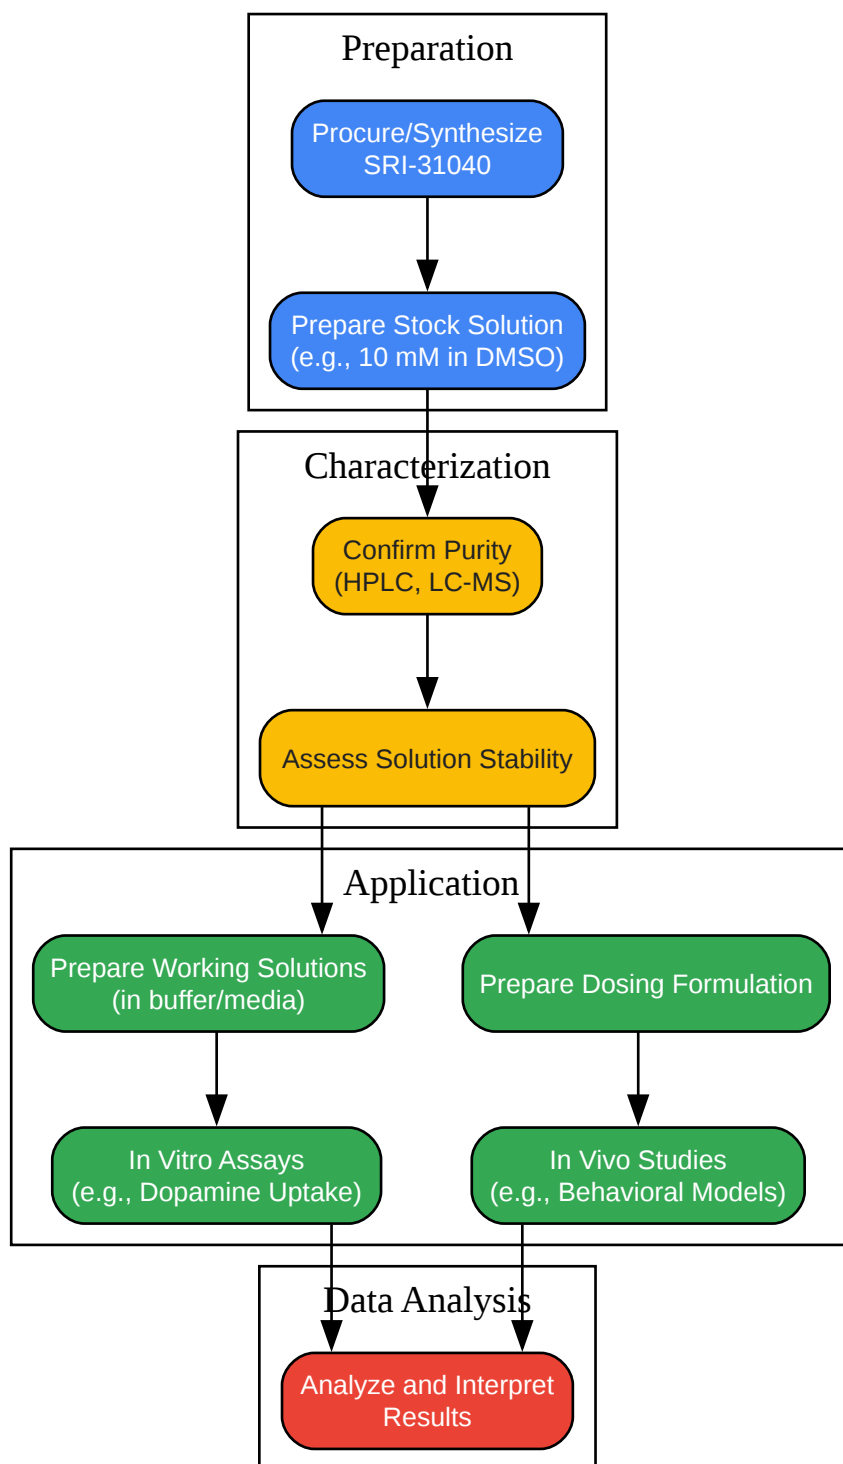 Preparation
Procure/Synthesize
SRI-31040
Prepare Stock Solution
(e.g., 10 mM in DMSO)
Characterization
Confirm Purity
(HPLC, LC-MS)
Assess Solution Stability
Application
Prepare Working Solutions
(in buffer/media)
Prepare Dosing Formulation
In Vitro Assays
(e.g., Dopamine Uptake)
In Vivo Studies
(e.g., Behavioral Models)
Data Analysis
Analyze and Interpret
Results